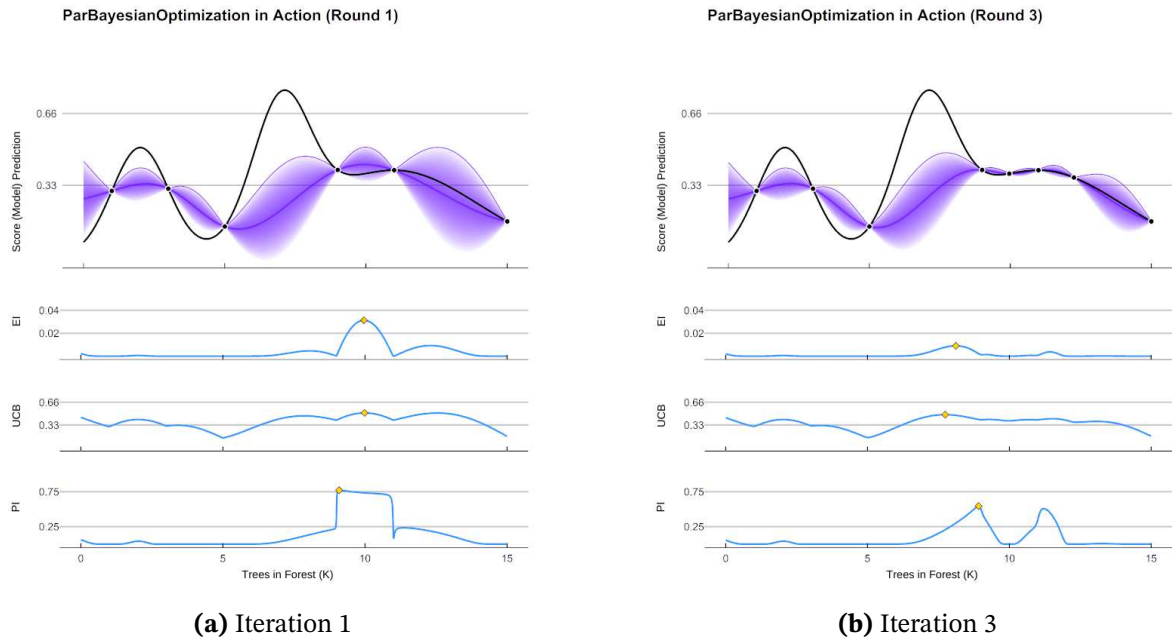 ParBayesianOptimization in Action (Round 1)
Score (Model) Prediction
0.66
0.33
EI
0.04
0.02
UCB
0.66
0.33
PI
0.75
0.25
0 5 10 15
Trees in Forest (K)
(a) Iteration 1
ParBayesianOptimization in Action (Round 3)
Score (Model) Prediction
0.66
0.33
EI
0.04
0.02
UCB
0.66
0.33
PI
0.75
0.25
0 5 10 15
Trees in Forest (K)
(b) Iteration 3